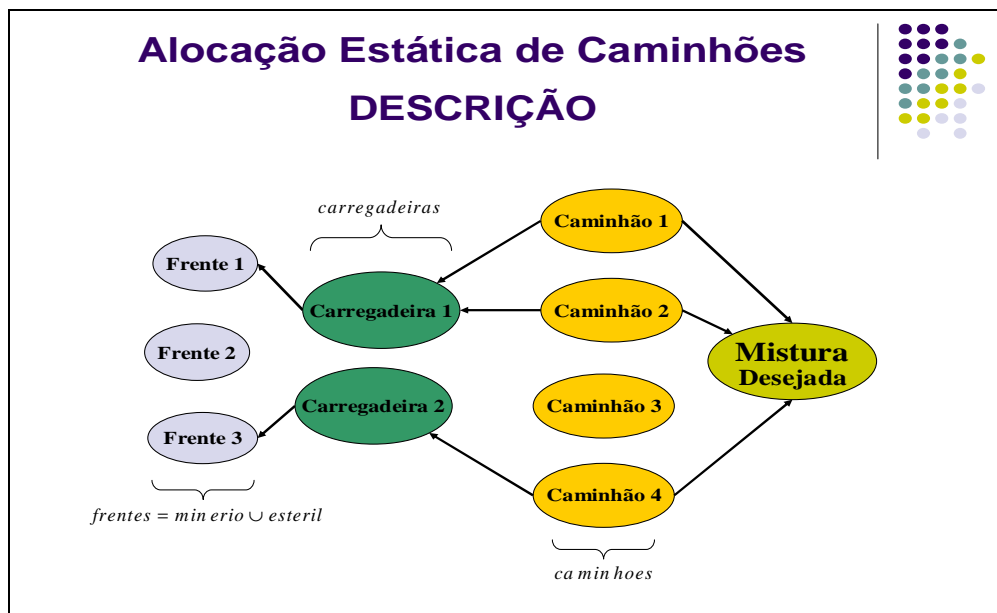 Alocação Estática de Caminhões
DESCRIÇÃO
carregadeiras
Caminhão 1
Frente 1
Carregadeira 1
Caminhão 2
Frente 2
Mistura
Desejada
Carregadeira 2
Caminhão 3
Frente 3
Caminhão 4
frentes = min erio ∪ esteril
ca min hoes